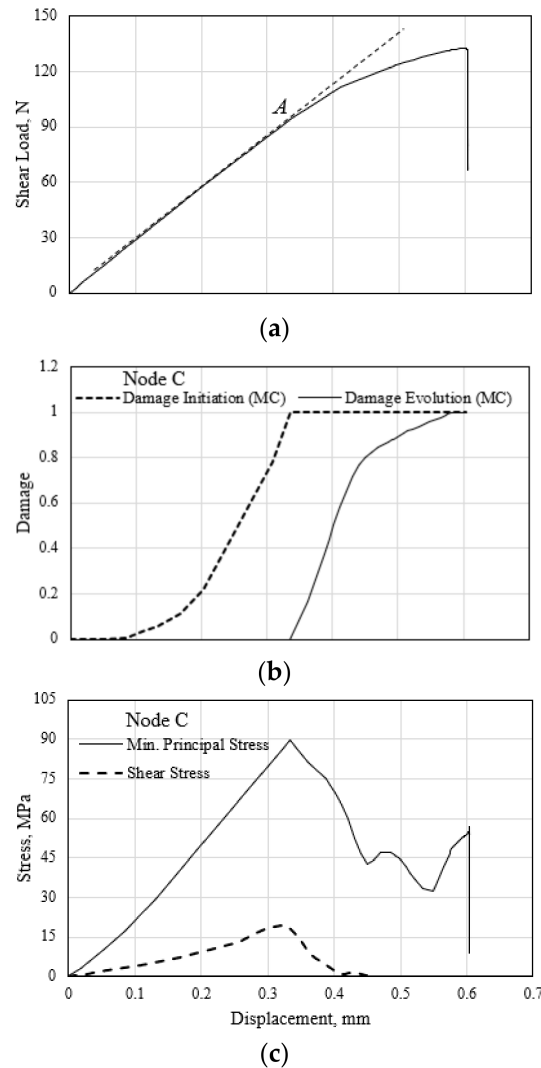 150
120
90
60
30
0
Shear Load, N
A
(a)
1.2
1
0.8
0.6
0.4
0.2
0
Damage
Node C
Damage Initiation (MC)
Damage Evolution (MC)
(b)
105
90
75
60
45
30
15
0
Stress, MPa
Node C
Min. Principal Stress
Shear Stress
0 0.1 0.2 0.3 0.4 0.5 0.6 0.7
Displacement, mm
(c)